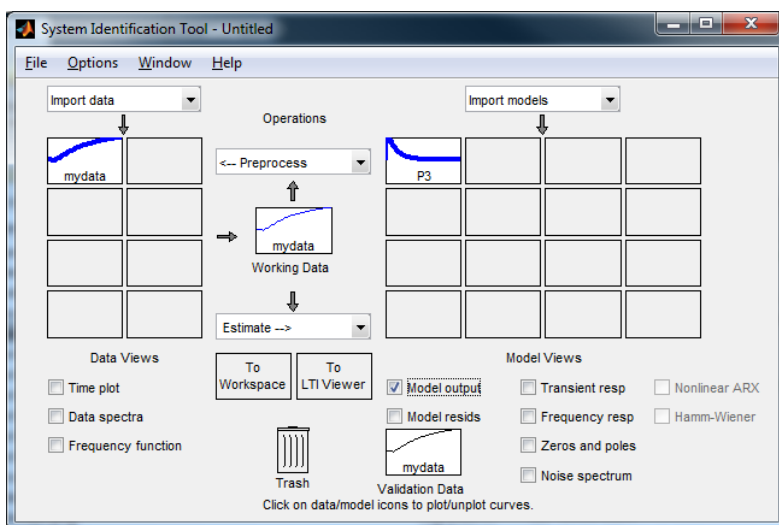 System Identification Tool - Untitled
File Options Window Help
Import data
Import models
Operations
mydata
<-- Preprocess
P3
mydata
Working Data
Estimate -->
Data Views
To Workspace
To LTI Viewer
Model Views
Time plot
Model output
Transient resp
Nonlinear ARX
Data spectra
Model resids
Frequency resp
Hamm-Wiener
Frequency function
Zeros and poles
mydata
Noise spectrum
Trash
Validation Data
Click on data/model icons to plot/unplot curves.